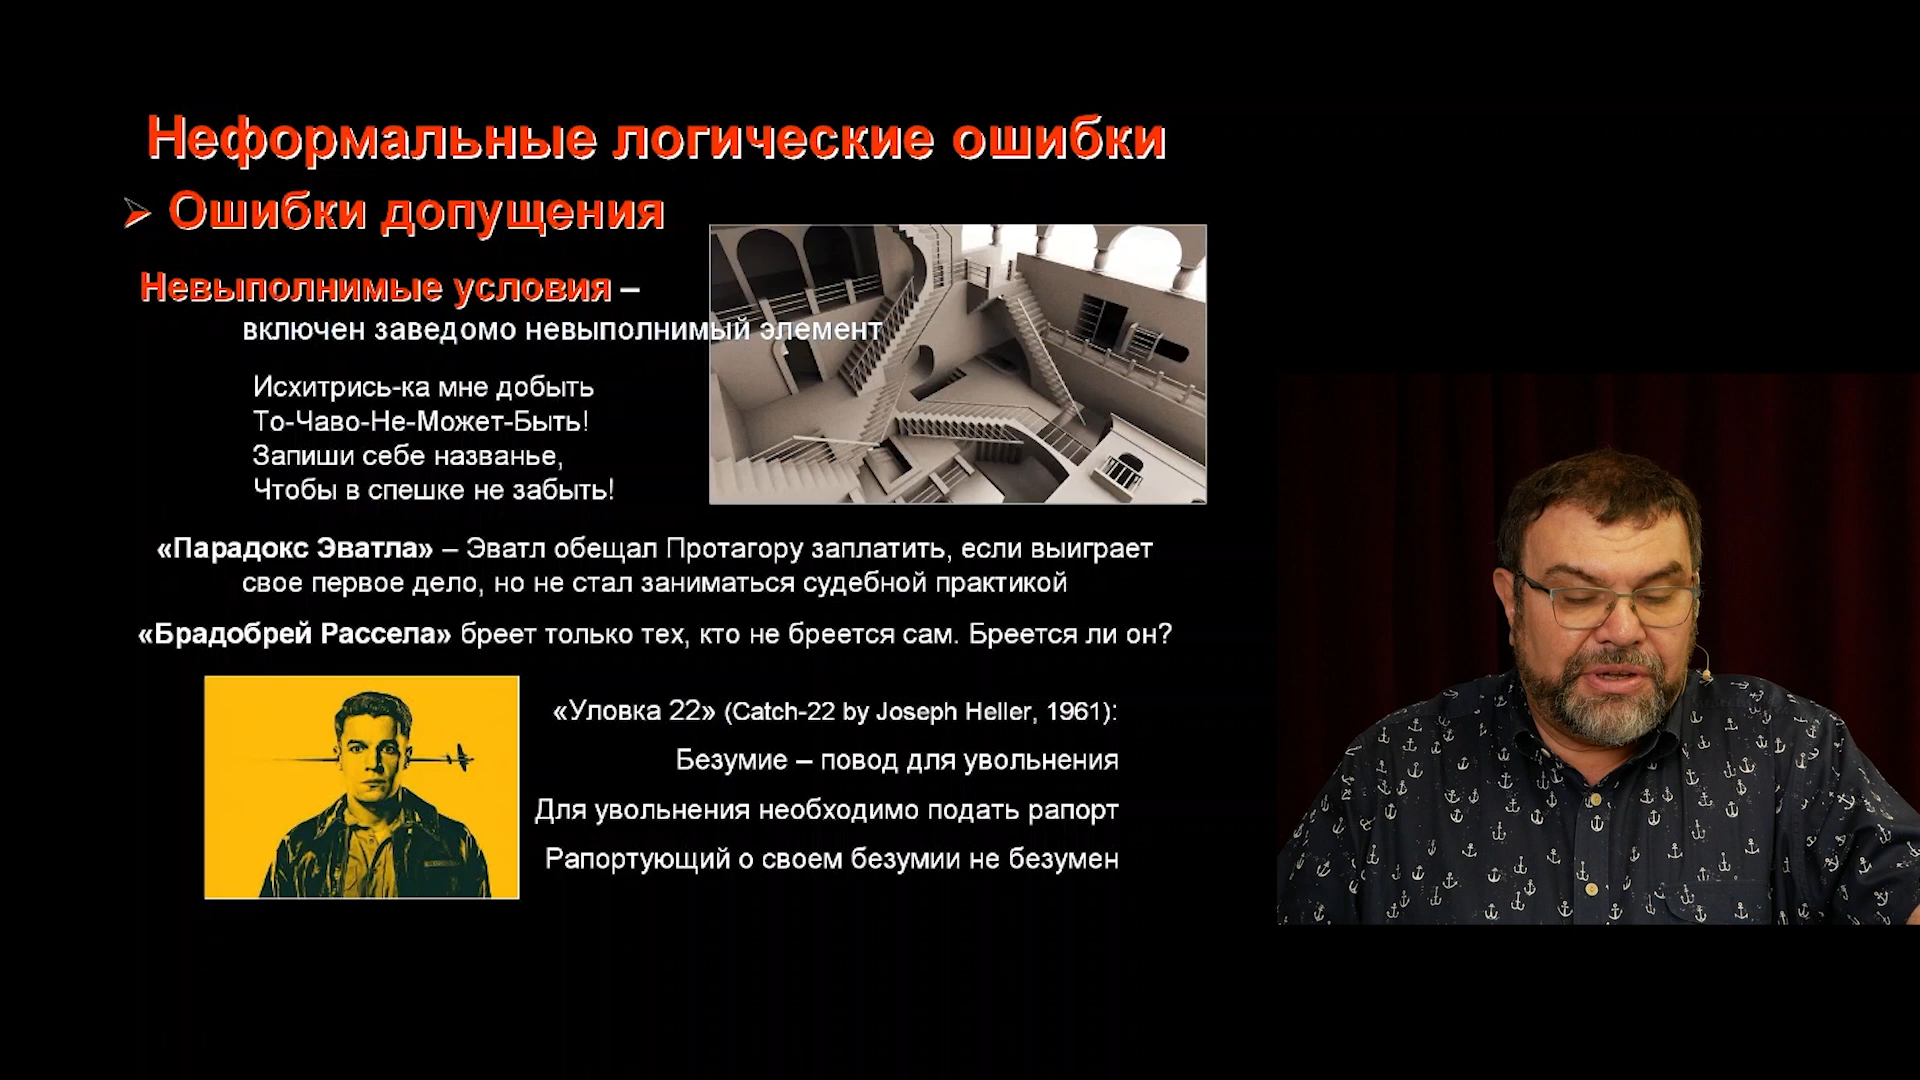 Неформальные логические ошибки
Ошибки допущения
Невыполнимые условия –
включен заведомо невыполнимый элемент
Исхитрись-ка мне добыть
То-Чаво-Не-Может-Быть!
Запиши себе названье,
Чтобы в спешке не забыть!
«Парадокс Эватла» – Эватл обещал Протагору заплатить, если выиграет
свое первое дело, но не стал заниматься судебной практикой
«Брадобрей Рассела» бреет только тех, кто не бреется сам. Бреется ли он?
«Уловка 22» (Catch-22 by Joseph Heller, 1961):
Безумие – повод для увольнения
Для увольнения необходимо подать рапорт
Рапортующий о своем безумии не безумен